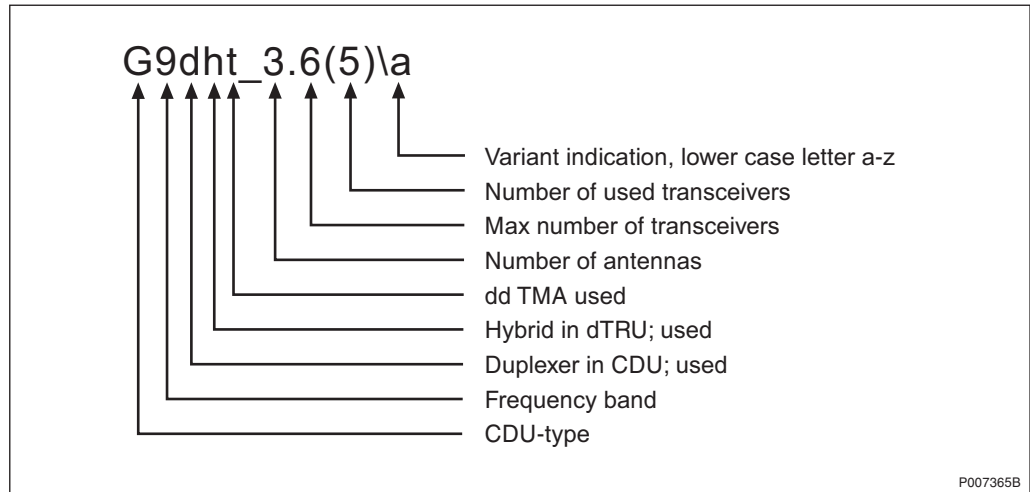 G9dht_3.6(5)\a
Variant indication, lower case letter a-z
Number of used transceivers
Max number of transceivers
Number of antennas
dd TMA used
Hybrid in dTRU; used
Duplexer in CDU; used
Frequency band
CDU-type
P007365B